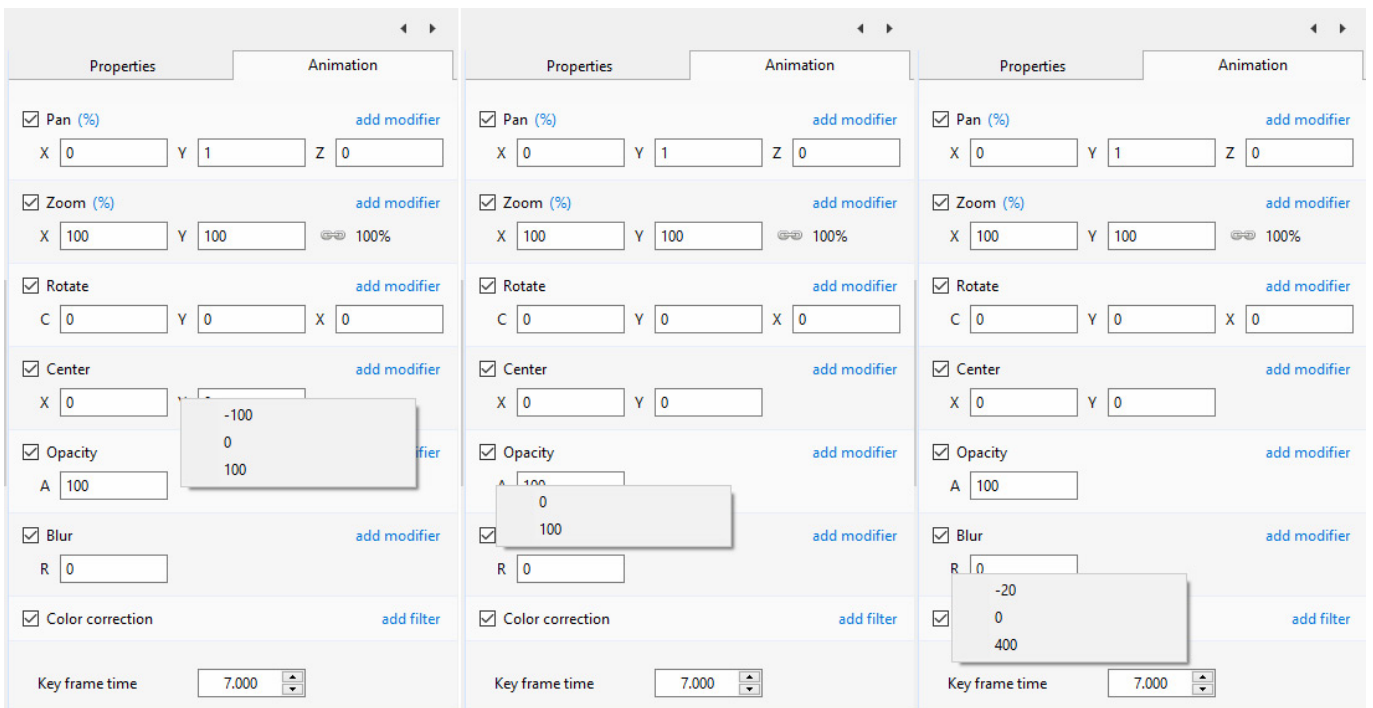 Properties Animation
Pan (%) add modifier
X 0 Y 1 Z 0
Zoom (%) add modifier
X 100 Y 100 100%
Rotate add modifier
C 0 Y 0 X 0
Center add modifier
X 0
-100
0
100
Opacity
A 100
Blur add modifier
R 0
Color correction add filter
Key frame time 7.000
Properties Animation
Pan (%) add modifier
X 0 Y 1 Z 0
Zoom (%) add modifier
X 100 Y 100 100%
Rotate add modifier
C 0 Y 0 X 0
Center add modifier
X 0 Y 0
Opacity add modifier
A 100
0
100
add modifier
R 0
Color correction add filter
Key frame time 7.000
Properties Animation
Pan (%) add modifier
X 0 Y 1 Z 0
Zoom (%) add modifier
X 100 Y 100 100%
Rotate add modifier
C 0 Y 0 X 0
Center add modifier
X 0 Y 0
Opacity add modifier
A 100
Blur add modifier
R 0
-20
0
400
add filter
Key frame time 7.000